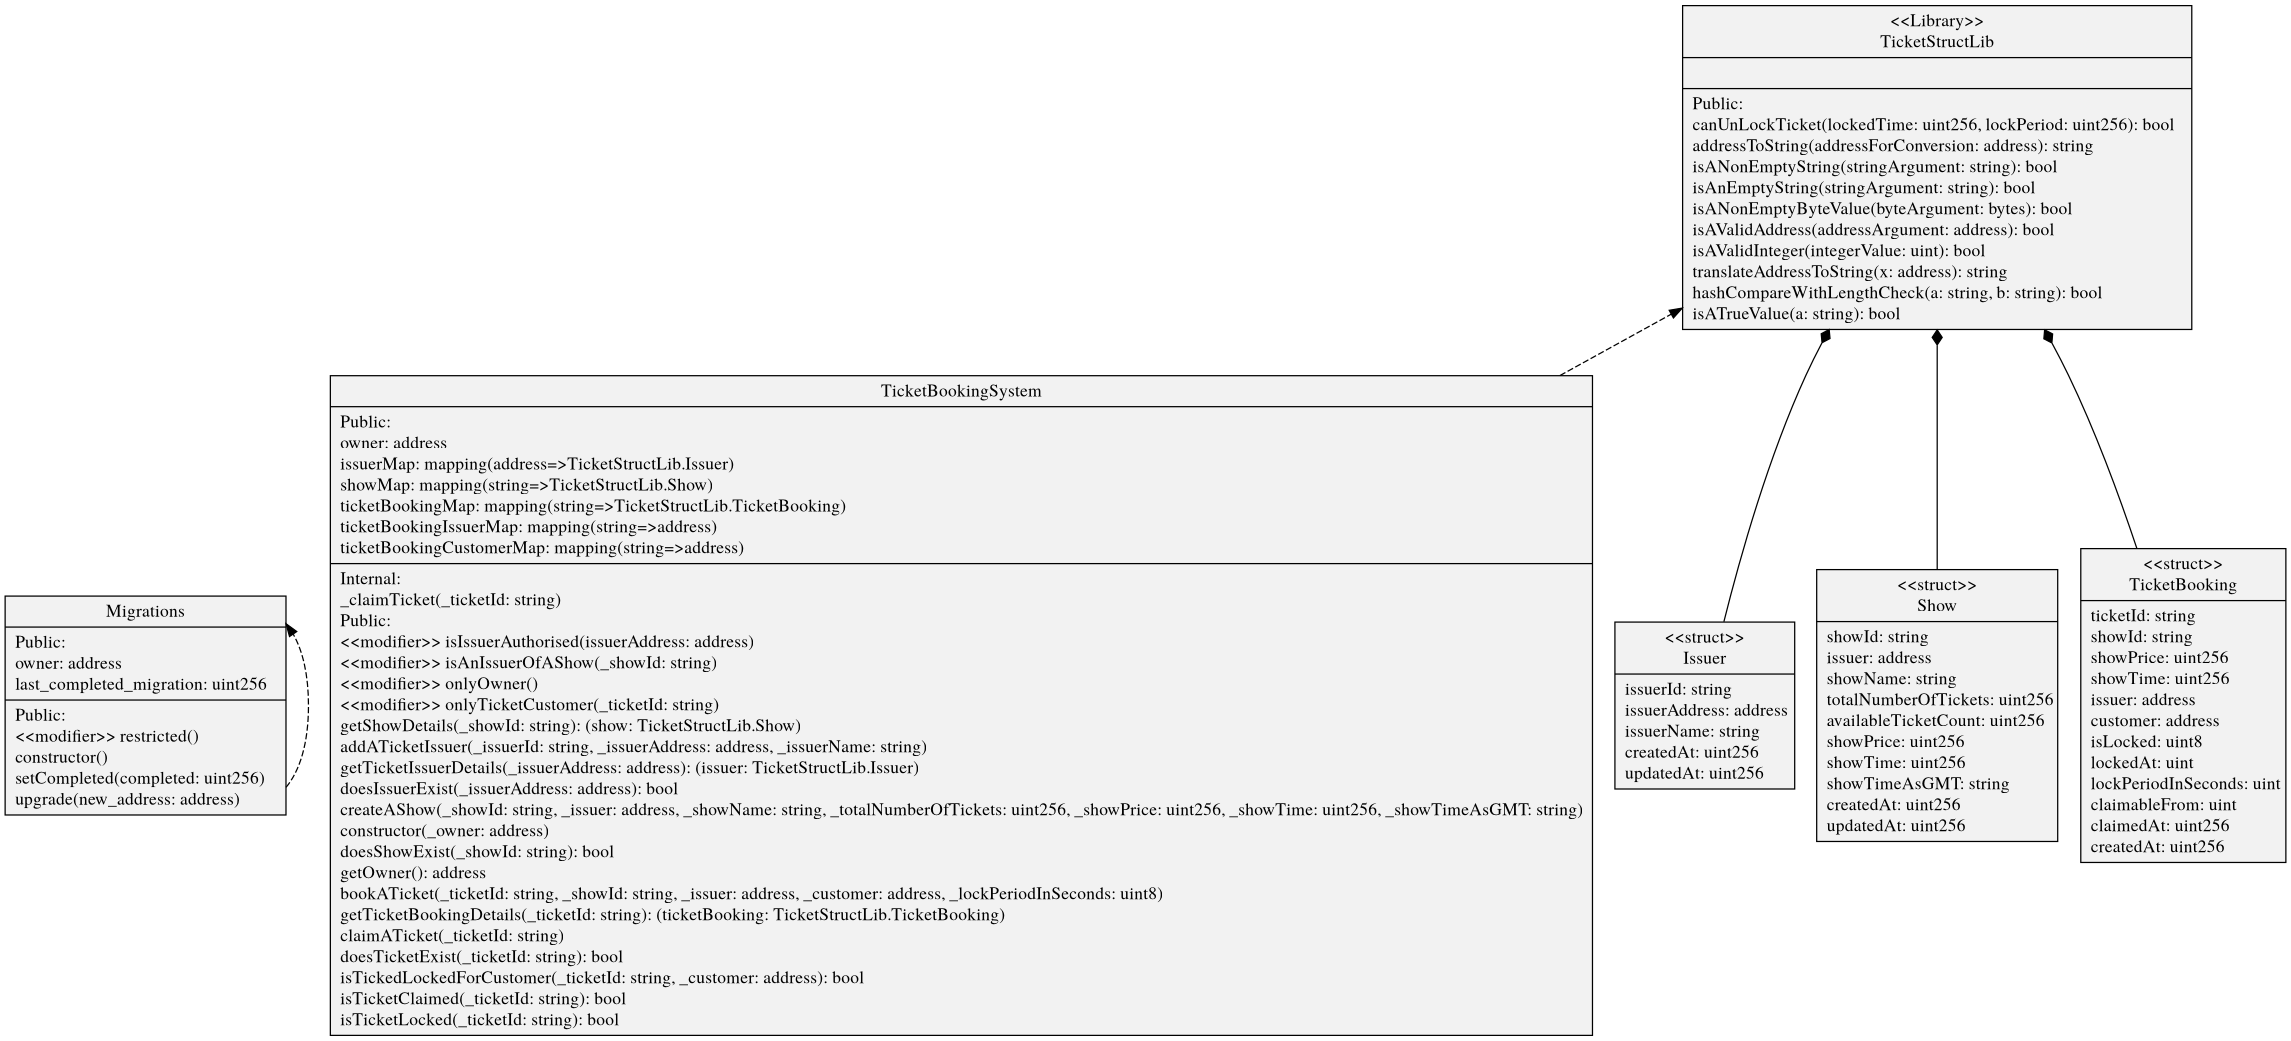 <<Library>>
TicketStructLib
Public:
canUnLockTicket(lockedTime: uint256, lockPeriod: uint256): bool
addressToString(addressForConversion: address): string
isANonEmptyString(stringArgument: string): bool
isAnEmptyString(stringArgument: string): bool
isANonEmptyByteValue(byteArgument: bytes): bool
isAValidAddress(addressArgument: address): bool
isAValidInteger(integerValue: uint): bool
translateAddressToString(x: address): string
hashCompareWithLengthCheck(a: string, b: string): bool
isATrueValue(a: string): bool
TicketBookingSystem
Public:
owner: address
issuerMap: mapping(address=>TicketStructLib.Issuer)
showMap: mapping(string=>TicketStructLib.Show)
ticketBookingMap: mapping(string=>TicketStructLib.TicketBooking)
ticketBookingIssuerMap: mapping(string=>address)
ticketBookingCustomerMap: mapping(string=>address)
Internal:
_claimTicket(_ticketId: string)
Public:
<<modifier>> isIssuerAuthorised(issuerAddress: address)
<<modifier>> isAnIssuerOfAShow(_showId: string)
<<modifier>> onlyOwner()
<<modifier>> onlyTicketCustomer(_ticketId: string)
getShowDetails(_showId: string): (show: TicketStructLib.Show)
addATicketIssuer(_issuerId: string, _issuerAddress: address, _issuerName: string)
getTicketIssuerDetails(_issuerAddress: address): (issuer: TicketStructLib.Issuer)
doesIssuerExist(_issuerAddress: address): bool
createAShow(_showId: string, _issuer: address, _showName: string, _totalNumberOfTickets: uint256, _showPrice: uint256, _showTime: uint256, _showTimeAsGMT: string)
constructor(_owner: address)
doesShowExist(_showId: string): bool
getOwner(): address
bookATicket(_ticketId: string, _showId: string, _issuer: address, _customer: address, _lockPeriodInSeconds: uint8)
getTicketBookingDetails(_ticketId: string): (ticketBooking: TicketStructLib.TicketBooking)
claimATicket(_ticketId: string)
doesTicketExist(_ticketId: string): bool
isTickedLockedForCustomer(_ticketId: string, _customer: address): bool
isTicketClaimed(_ticketId: string): bool
isTicketLocked(_ticketId: string): bool
Migrations
Public:
owner: address
last_completed_migration: uint256
Public:
<<modifier>> restricted()
constructor()
setCompleted(completed: uint256)
upgrade(new_address: address)
<<struct>>
Issuer
issuerId: string
issuerAddress: address
issuerName: string
createdAt: uint256
updatedAt: uint256
<<struct>>
Show
showId: string
issuer: address
showName: string
totalNumberOfTickets: uint256
availableTicketCount: uint256
showPrice: uint256
showTime: uint256
showTimeAsGMT: string
createdAt: uint256
updatedAt: uint256
<<struct>>
TicketBooking
ticketId: string
showId: string
showPrice: uint256
showTime: uint256
issuer: address
customer: address
isLocked: uint8
lockedAt: uint
lockPeriodInSeconds: uint
claimableFrom: uint
claimedAt: uint256
createdAt: uint256